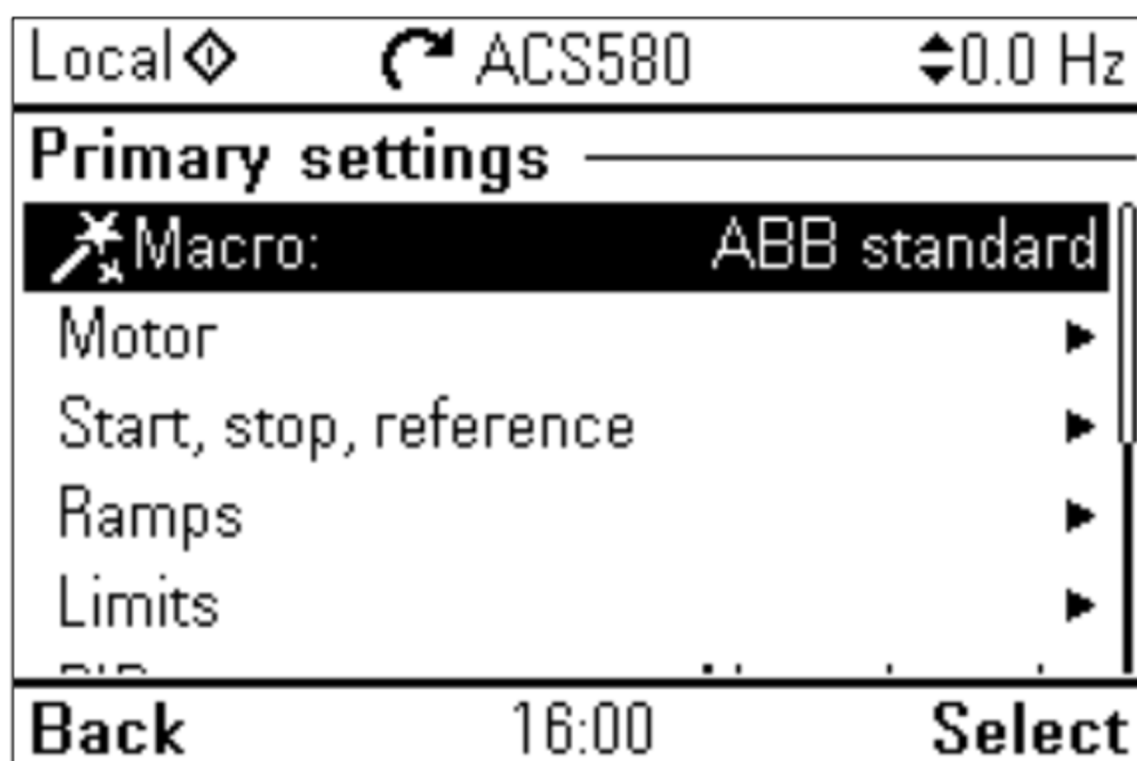 Local ACS580 0.0 Hz
Primary settings
Macro: ABB standard
Motor
Start, stop, reference
Ramps
Limits
Back 16:00 Select